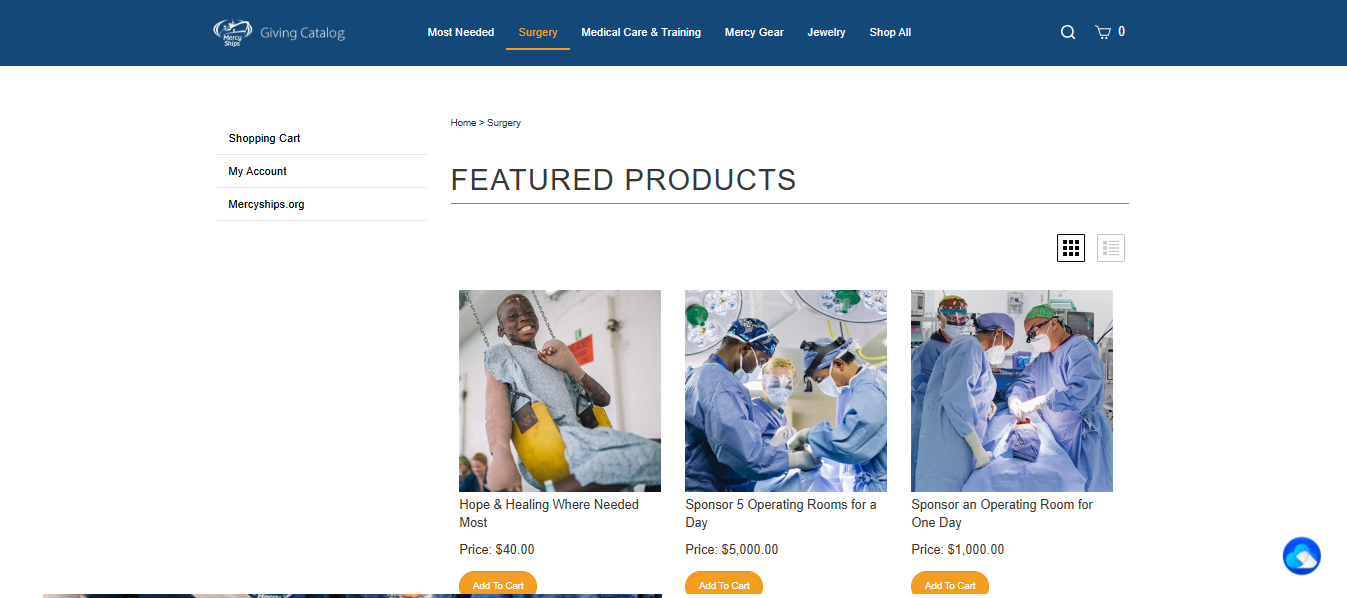 Mercy
Ships
Giving Catalog
Most Needed
Surgery
Medical Care & Training
Mercy Gear
Jewelry
Shop All
0
Shopping Cart
My Account
Mercyships.org
Home > Surgery
FEATURED PRODUCTS
Hope & Healing Where Needed
Most
Price: $40.00
Add To Cart
Sponsor 5 Operating Rooms for a
Day
Price: $5,000.00
Add To Cart
Sponsor an Operating Room for
One Day
Price: $1,000.00
Add To Cart